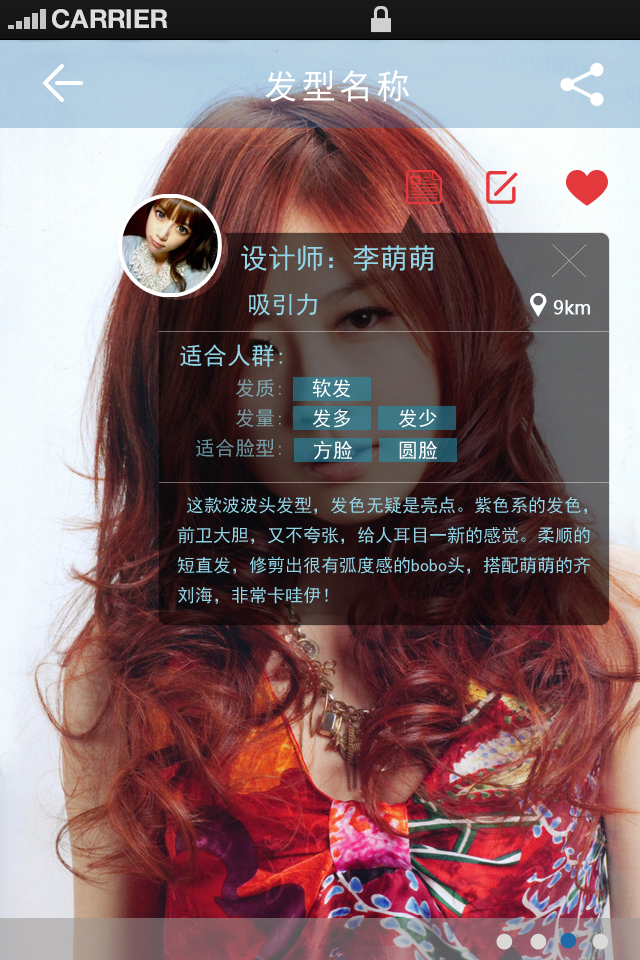 CARRIER
发型名称
设计师：李萌萌
吸引力
9km
适合人群：
发质： 软发
发量： 发多 发少
适合脸型： 方脸 圆脸
这款波波头发型，发色无疑是亮点。紫色系的发色，
前卫大胆，又不夸张，给人耳目一新的感觉。柔顺的
短直发，修剪出很有弧度感的bobo头，搭配萌萌的齐
刘海，非常卡哇伊！